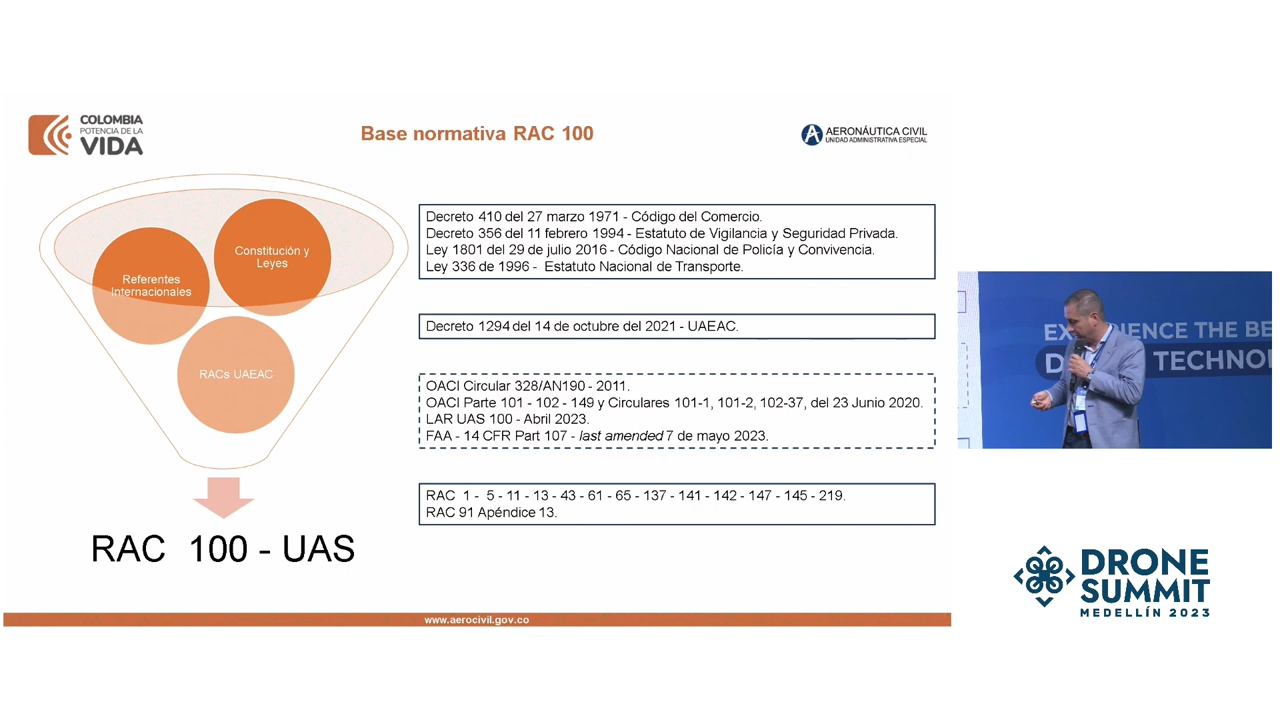 COLOMBIA
POTENCIA DE LA
VIDA
Base normativa RAC 100
AERONÁUTICA CIVIL
UNIDAD ADMINISTRATIVA ESPECIAL
Constitución y
Leyes
Referentes
Internacionales
RACs UAEAC
RAC 100 - UAS
Decreto 410 del 27 marzo 1971 - Código del Comercio.
Decreto 356 del 11 febrero 1994 - Estatuto de Vigilancia y Seguridad Privada.
Ley 1801 del 29 de julio 2016 - Código Nacional de Policía y Convivencia.
Ley 336 de 1996 - Estatuto Nacional de Transporte.
Decreto 1294 del 14 de octubre del 2021 - UAEAC.
OACI Circular 328/AN190 - 2011.
OACI Parte 101 - 102 - 149 y Circulares 101-1, 101-2, 102-37, del 23 Junio 2020.
LAR UAS 100 - Abril 2023.
FAA - 14 CFR Part 107 - last amended 7 de mayo 2023.
RAC 1 - 5 - 11 - 13 - 43 - 61 - 65 - 137 - 141 - 142 - 147 - 145 - 219.
RAC 91 Apéndice 13.
www.aerocivil.gov.co
EXPERIENCE THE BE
D TECHNO
DRONE
SUMMIT
MEDELLÍN 2023